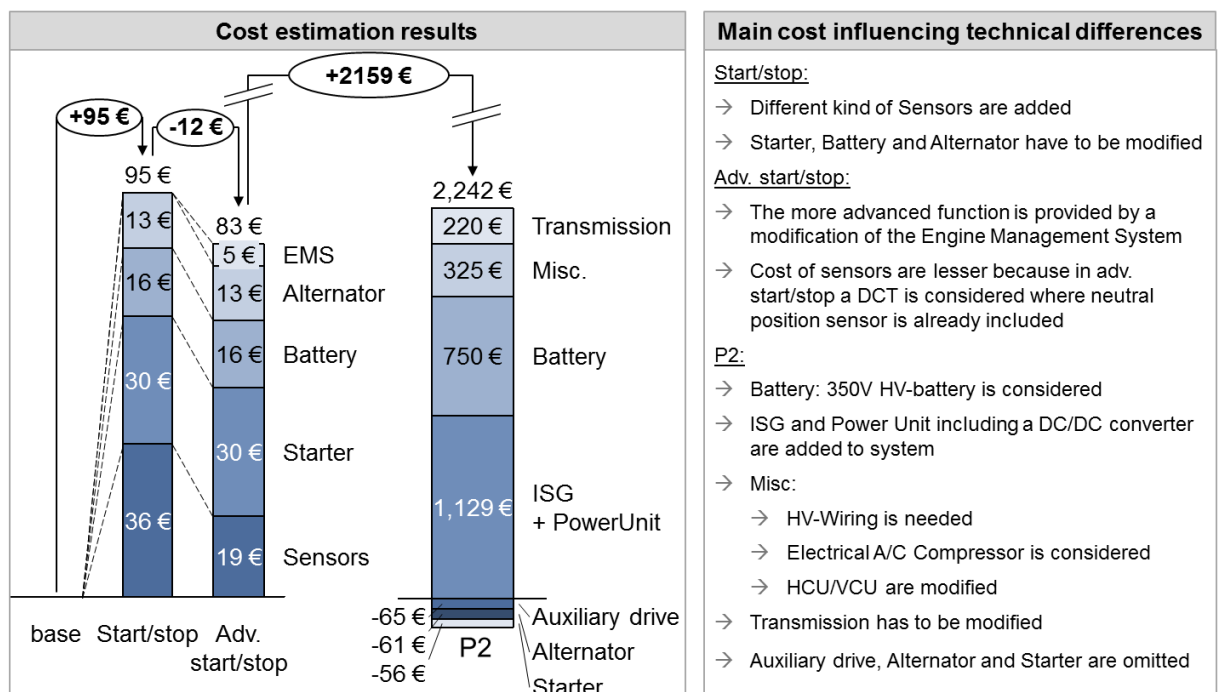 Cost estimation results
+2159 €
+95 €
-12 €
95 €
13 €
16 €
30 €
36 €
83 €
5 €
13 €
16 €
30 €
19 €
EMS
Alternator
Battery
Starter
Sensors
2,242 €
220 €
325 €
750 €
1,129 €
Transmission
Misc.
Battery
ISG
+ PowerUnit
-65 €
-61 €
-56 €
Auxiliary drive
Alternator
Starter
base
Start/stop
Adv.
start/stop
P2
Main cost influencing technical differences
Start/stop:
→ Different kind of Sensors are added
→ Starter, Battery and Alternator have to be modified
Adv. start/stop:
→ The more advanced function is provided by a
modification of the Engine Management System
→ Cost of sensors are lesser because in adv.
start/stop a DCT is considered where neutral
position sensor is already included
P2:
→ Battery: 350V HV-battery is considered
→ ISG and Power Unit including a DC/DC converter
are added to system
→ Misc:
→ HV-Wiring is needed
→ Electrical A/C Compressor is considered
→ HCU/VCU are modified
→ Transmission has to be modified
→ Auxiliary drive, Alternator and Starter are omitted